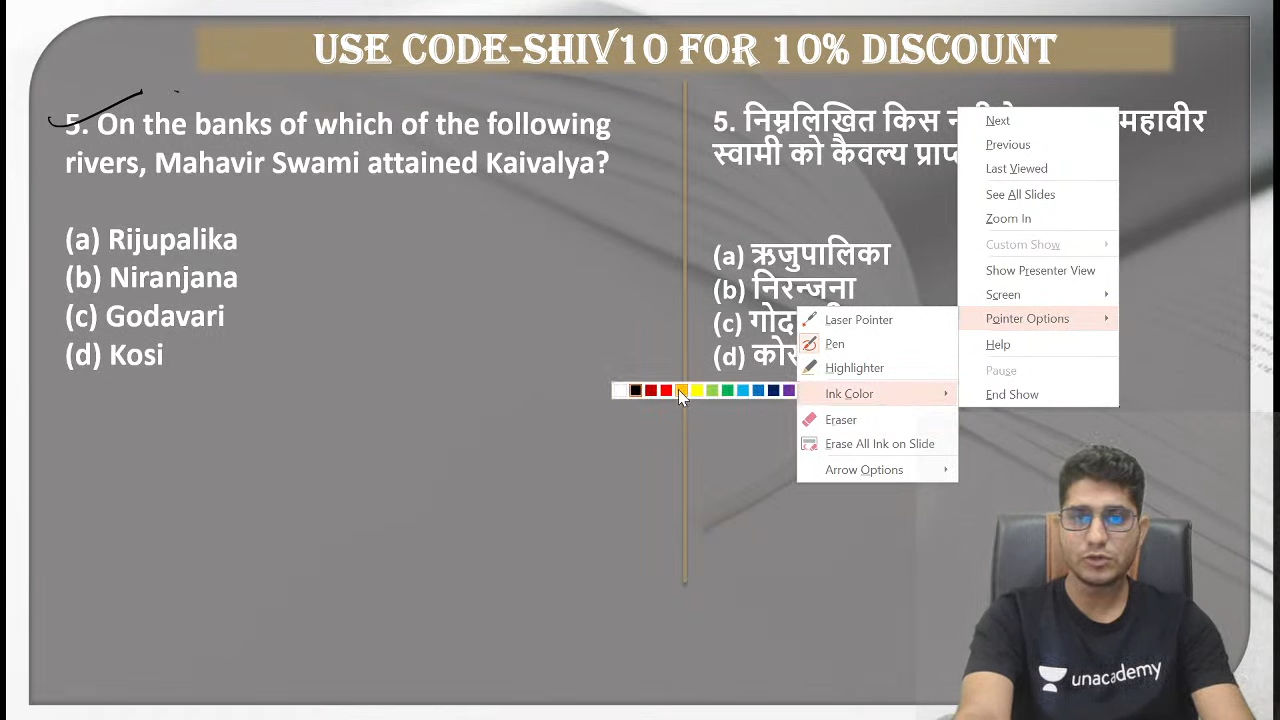 USE CODE-SHIV10 FOR 10% DISCOUNT
5. On the banks of which of the following
rivers, Mahavir Swami attained Kaivalya?
(a) Rijupalika
(b) Niranjana
(c) Godavari
(d) Kosi
5. निम्नलिखित किस महावीर
स्वामी को कैवल्य
(a) ऋजुपालिका
(b) निरन्जना
(c)
(d)
Next
Previous
Last Viewed
See All Slides
Zoom In
Custom Show
Show Presenter View
Screen
Pointer Options
Help
Pause
End Show
Laser Pointer
Pen
Highlighter
Ink Color
Eraser
Erase All Ink on Slide
Arrow Options
unacademy